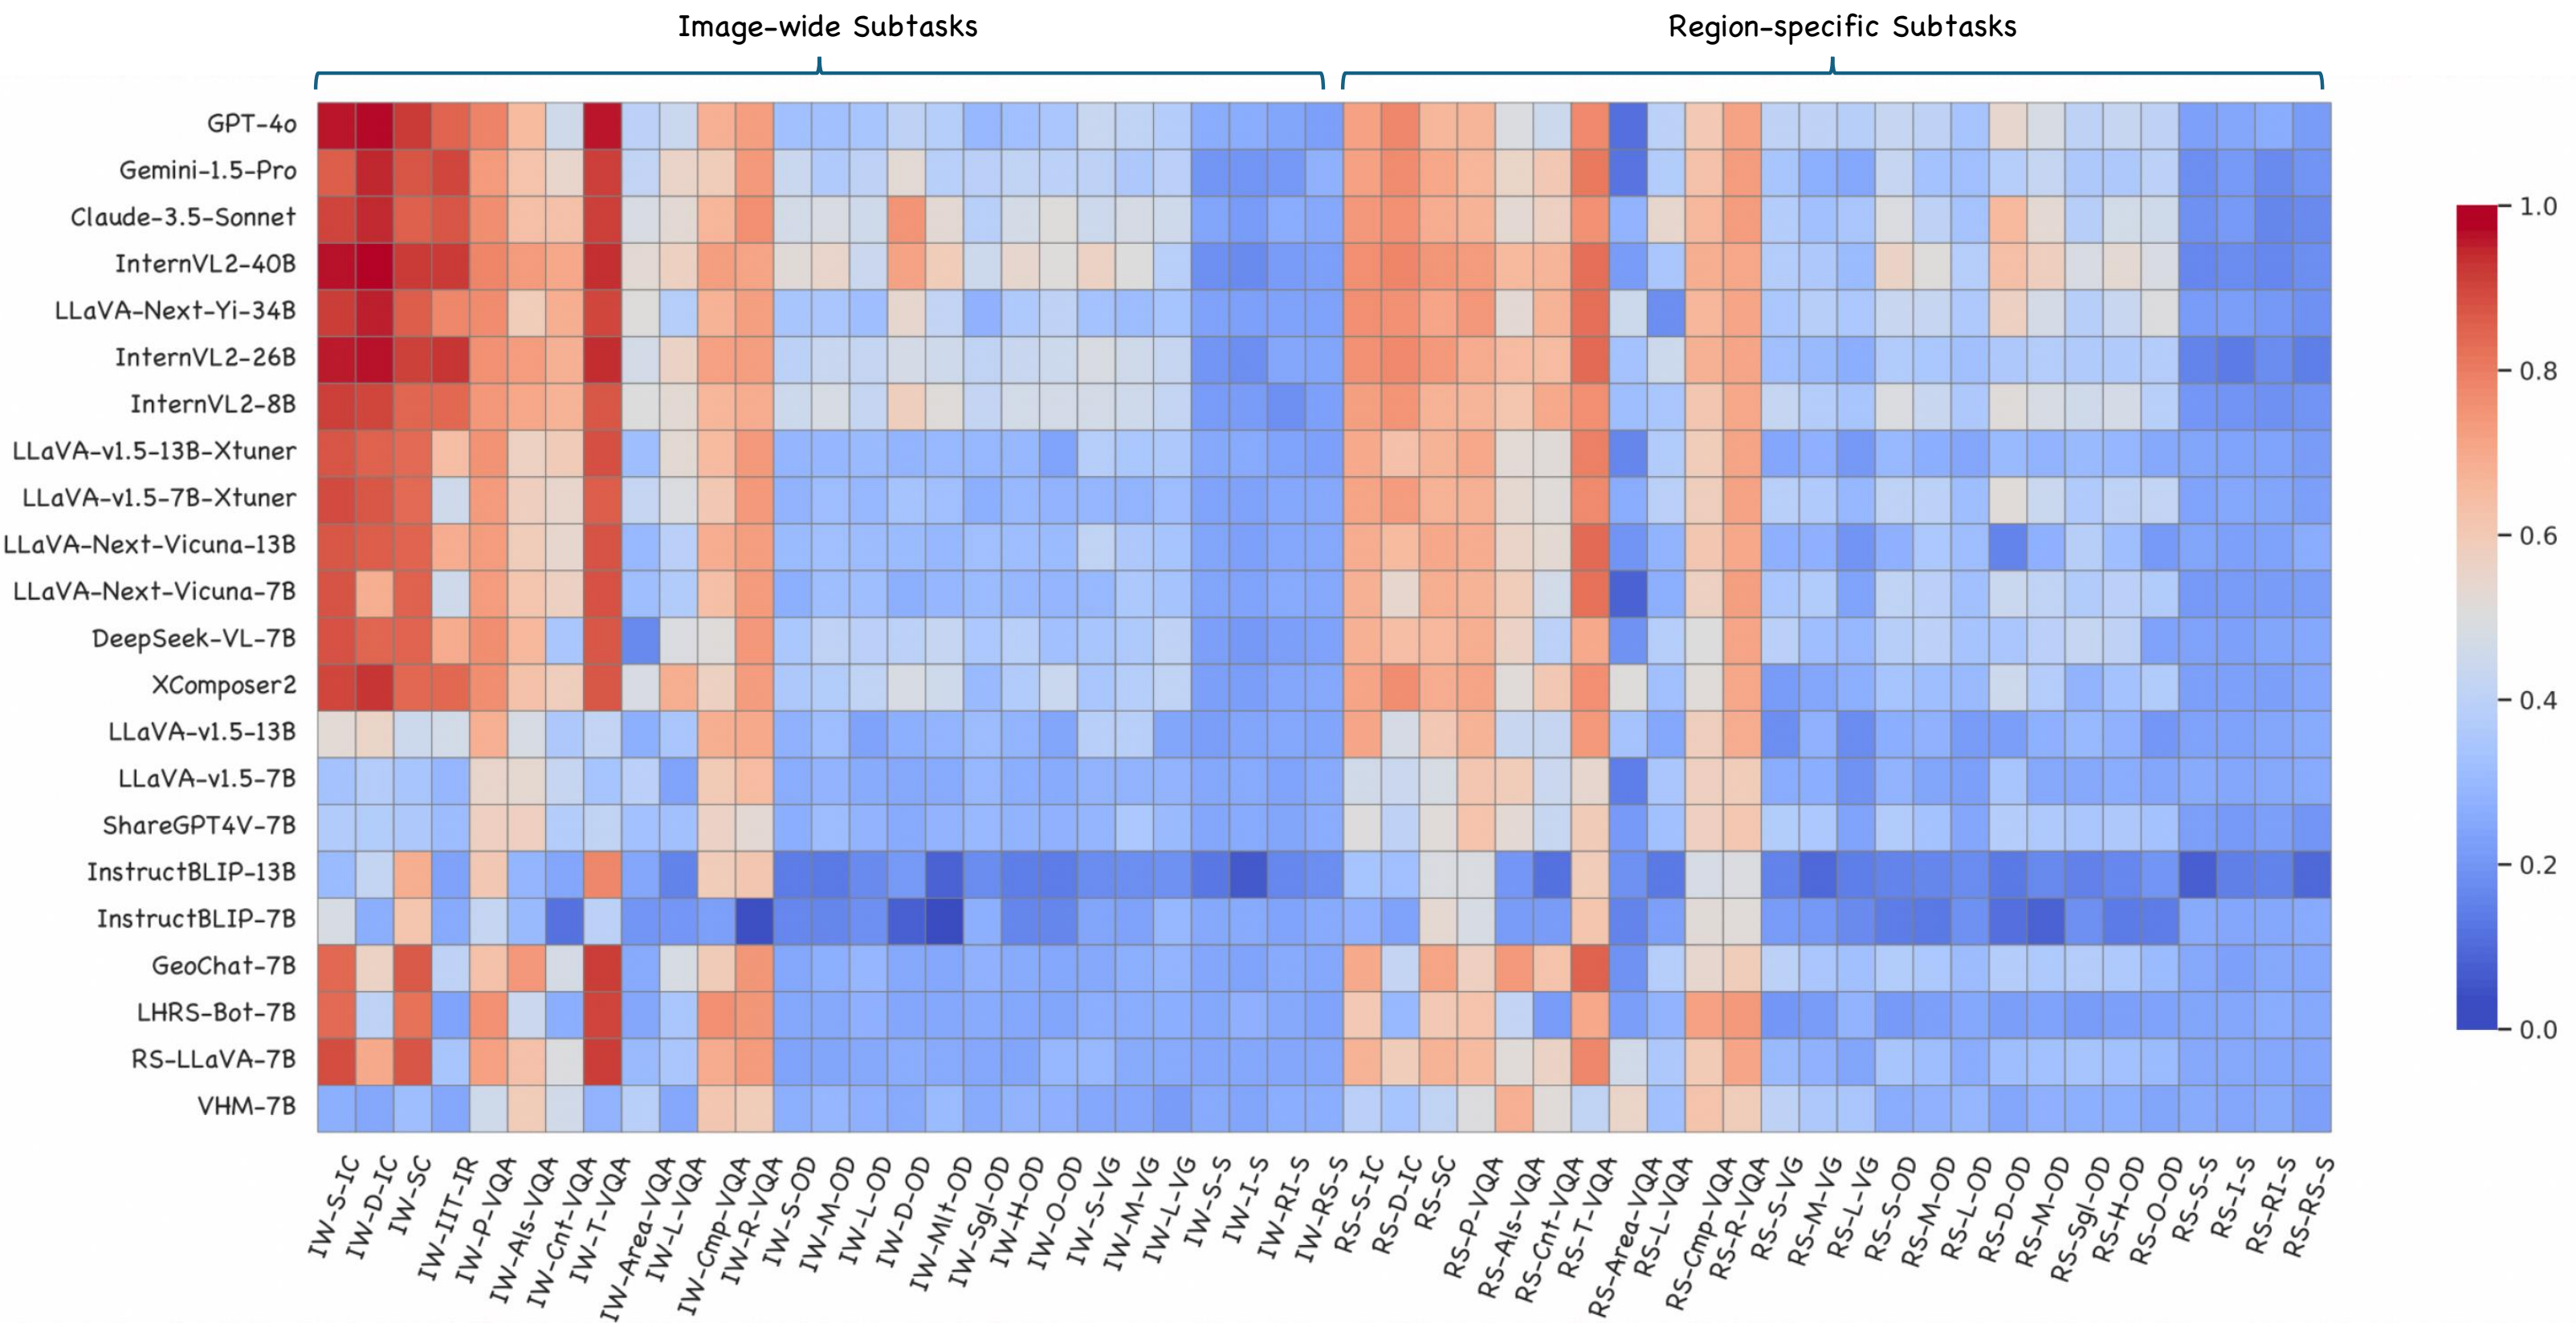 Image-wide Subtasks
Region-specific Subtasks
GPT-4o
Gemini-1.5-Pro
Claude-3.5-Sonnet
InternVL2-40B
LLaVA-Next-Yi-34B
InternVL2-26B
InternVL2-8B
LLaVA-v1.5-13B-Xtuner
LLaVA-v1.5-7B-Xtuner
LLaVA-Next-Vicuna-13B
LLaVA-Next-Vicuna-7B
DeepSeek-VL-7B
XComposer2
LLaVA-v1.5-13B
LLaVA-v1.5-7B
ShareGPT4V-7B
InstructBLIP-13B
InstructBLIP-7B
GeoChat-7B
LHRS-Bot-7B
RS-LLaVA-7B
VHM-7B
IW-S-IC
IW-D-IC
IW-SC
IW-IIT-IR
IW-P-VQA
IW-Als-VQA
IW-Cnt-VQA
IW-T-VQA
IW-Area-VQA
IW-L-VQA
IW-Cmp-VQA
IW-R-VQA
IW-S-OD
IW-M-OD
IW-L-OD
IW-D-OD
IW-Mlt-OD
IW-Sgl-OD
IW-H-OD
IW-O-OD
IW-S-VG
IW-M-VG
IW-L-VG
IW-S-S
IW-I-S
IW-RI-S
IW-RS-S
RS-S-IC
RS-D-IC
RS-SC
RS-P-VQA
RS-Als-VQA
RS-Cnt-VQA
RS-T-VQA
RS-Area-VQA
RS-L-VQA
RS-Cmp-VQA
RS-R-VQA
RS-S-VG
RS-M-VG
RS-L-VG
RS-S-OD
RS-M-OD
RS-L-OD
RS-D-OD
RS-M-OD
RS-Sgl-OD
RS-H-OD
RS-O-OD
RS-S-S
RS-I-S
RS-RI-S
RS-RS-S
1.0
0.8
0.6
0.4
0.2
0.0